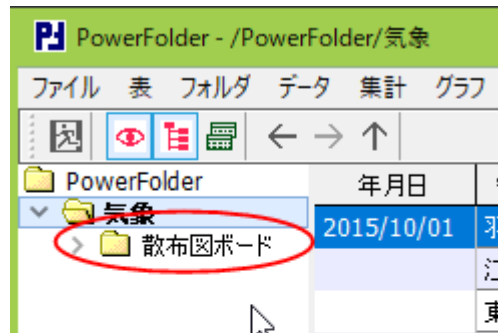 PowerFolder - /PowerFolder/気象
ファイル 表 フォルダ データ 集計 グラフ
PowerFolder 年月日
気象 2015/10/01
散布図ボード